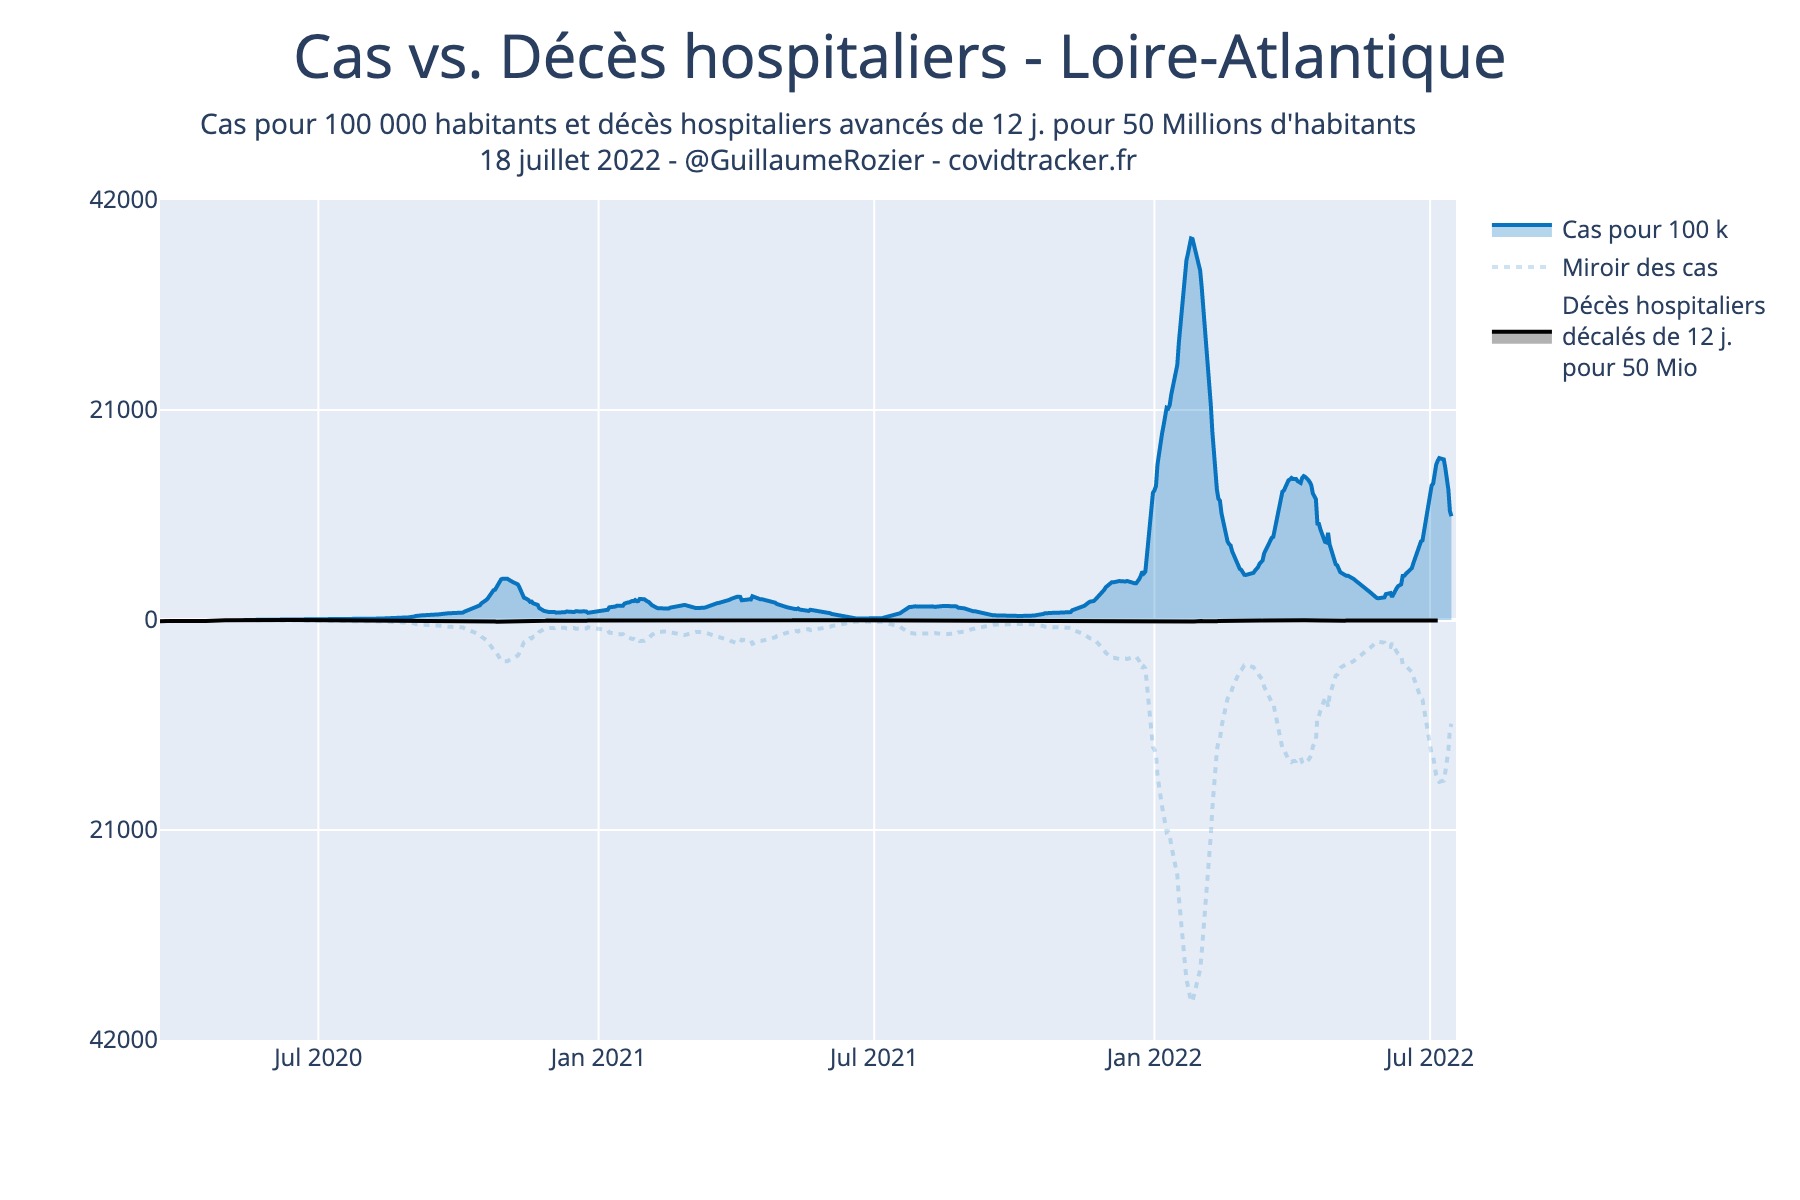 Cas vs. Décès hospitaliers - Loire-Atlantique
Cas pour 100 000 habitants et décès hospitaliers avancés de 12 j. pour 50 Millions d'habitants
18 juillet 2022 - @GuillaumeRozier - covidtracker.fr
42000
21000
0
21000
42000
Jul 2020
Jan 2021
Jul 2021
Jan 2022
Jul 2022
Cas pour 100 k
Miroir des cas
Décès hospitaliers
décalés de 12 j.
pour 50 Mio